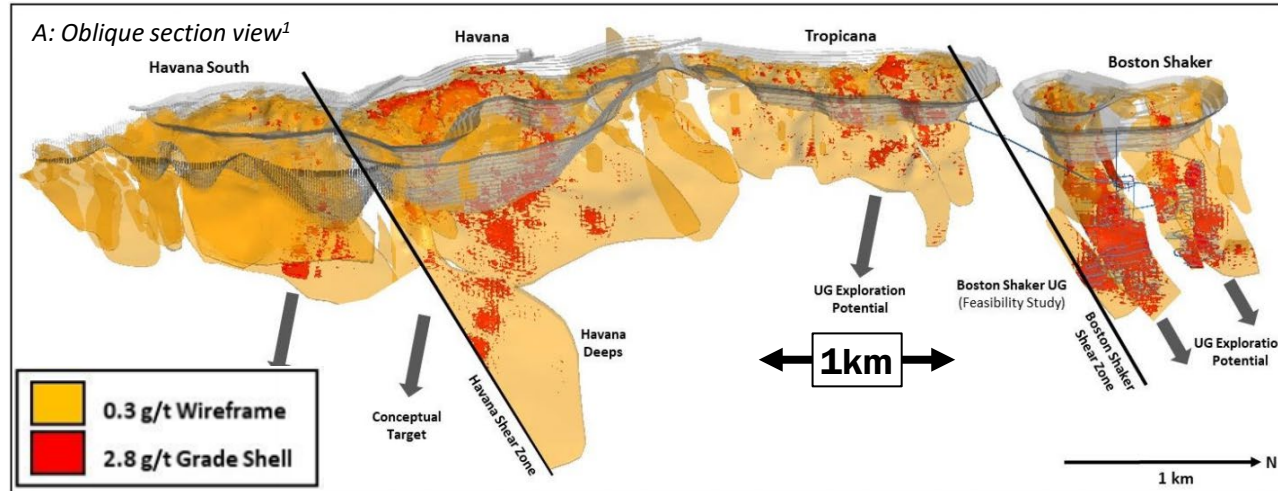 A: Oblique section view¹
Havana South
Havana
Tropicana
Boston Shaker
UG Exploration
Potential
Boston Shaker UG
(Feasibility Study)
Boston Shaker
Shear Zone
UG Exploration
Potential
Havana
Deeps
Havana Shear Zone
Conceptual
Target
1km
0.3 g/t Wireframe
2.8 g/t Grade Shell
N
1 km